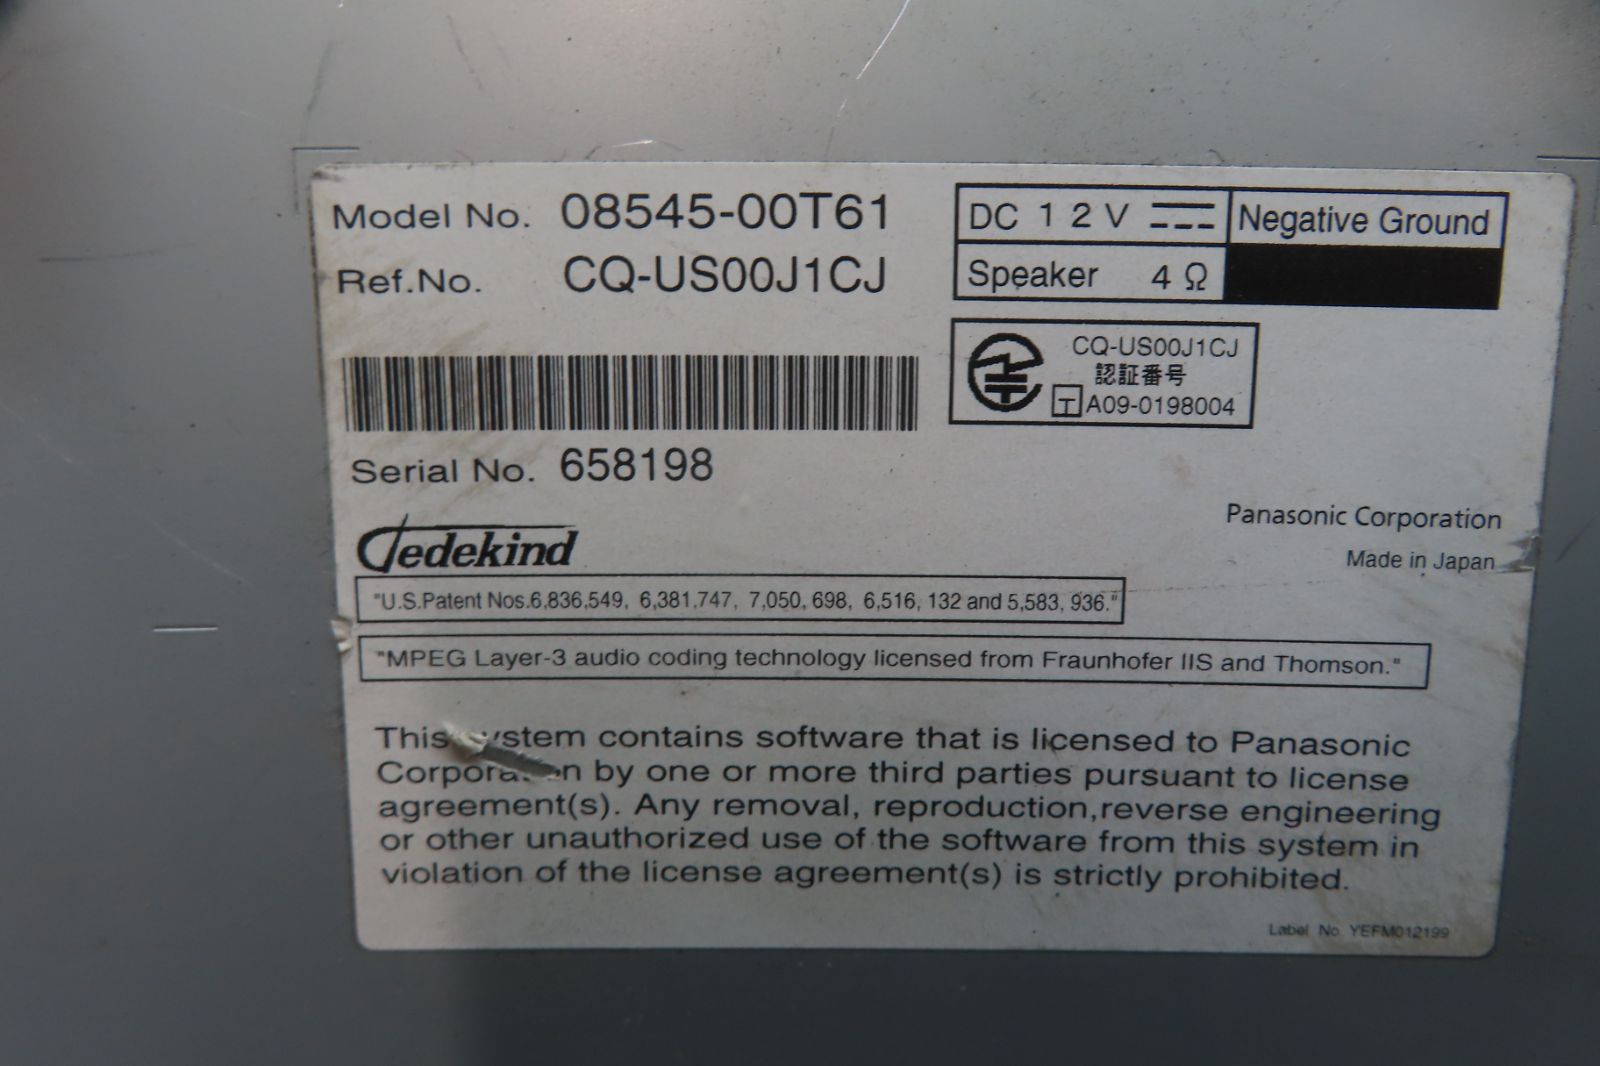 Model No. 08545-00T61
Ref.No. CQ-US00J1CJ
DC 12V Negative Ground
Speaker 4Ω
CQ-US00J1CJ
認証番号
T A09-0198004
Serial No. 658198
Gedekind
Panasonic Corporation
Made in Japan
"U.S.Patent Nos.6,836,549, 6,381,747, 7,050,698, 6,516,132 and 5,583,936."
"MPEG Layer-3 audio coding technology licensed from Fraunhofer IIS and Thomson."
This system contains software that is licensed to Panasonic
Corporation by one or more third parties pursuant to license
agreement(s). Any removal, reproduction,reverse engineering
or other unauthorized use of the software from this system in
violation of the license agreement(s) is strictly prohibited.
Label No. YEFM012199